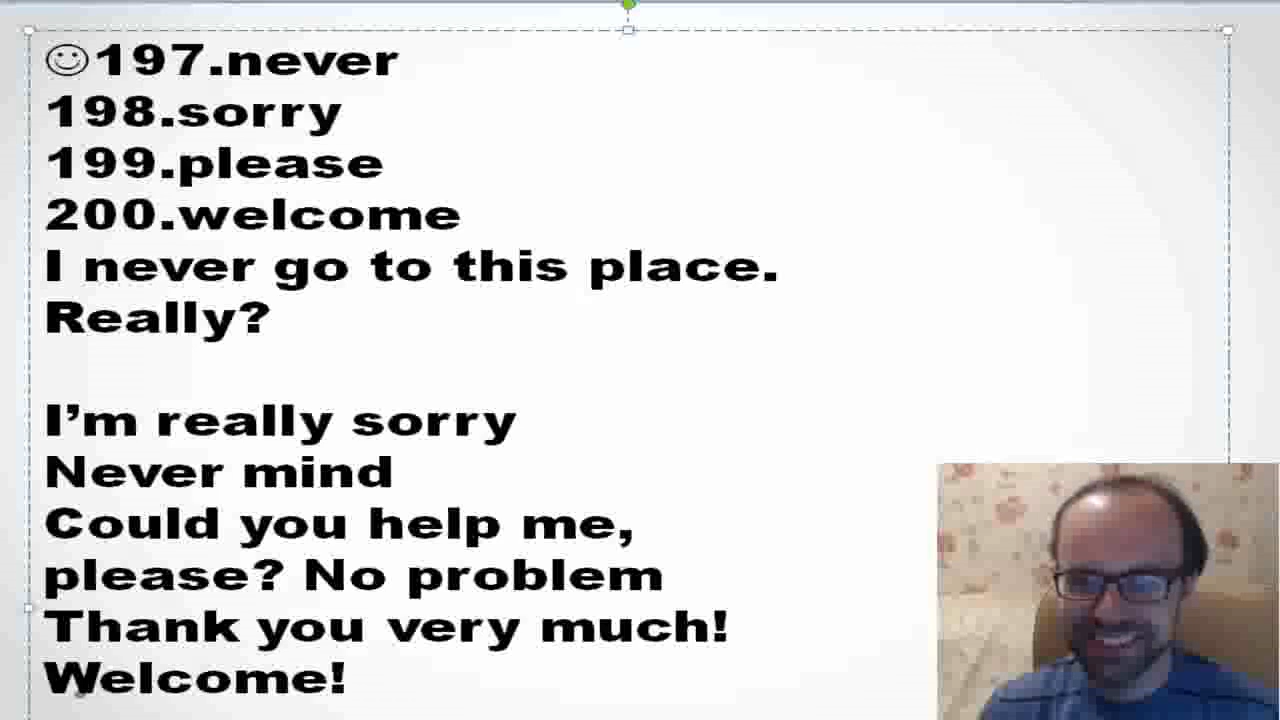 ☺197.never
198.sorry
199.please
200.welcome
I never go to this place.
Really?
I’m really sorry
Never mind
Could you help me,
please? No problem
Thank you very much!
Welcome!